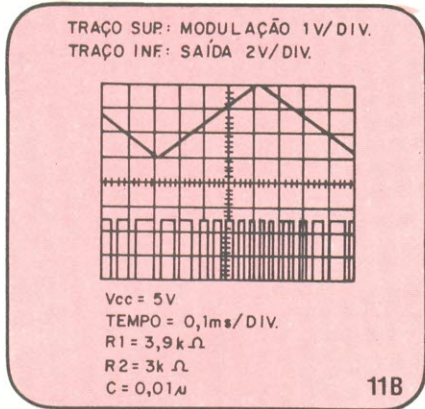 TRAÇO SUP.: MODULAÇÃO 1V/DIV.
TRAÇO INF.: SAÍDA 2V/DIV.
Vcc = 5V
TEMPO = 0,1ms/DIV.
R1 = 3,9k Ω
R2 = 3k Ω
C = 0,01µ
11B